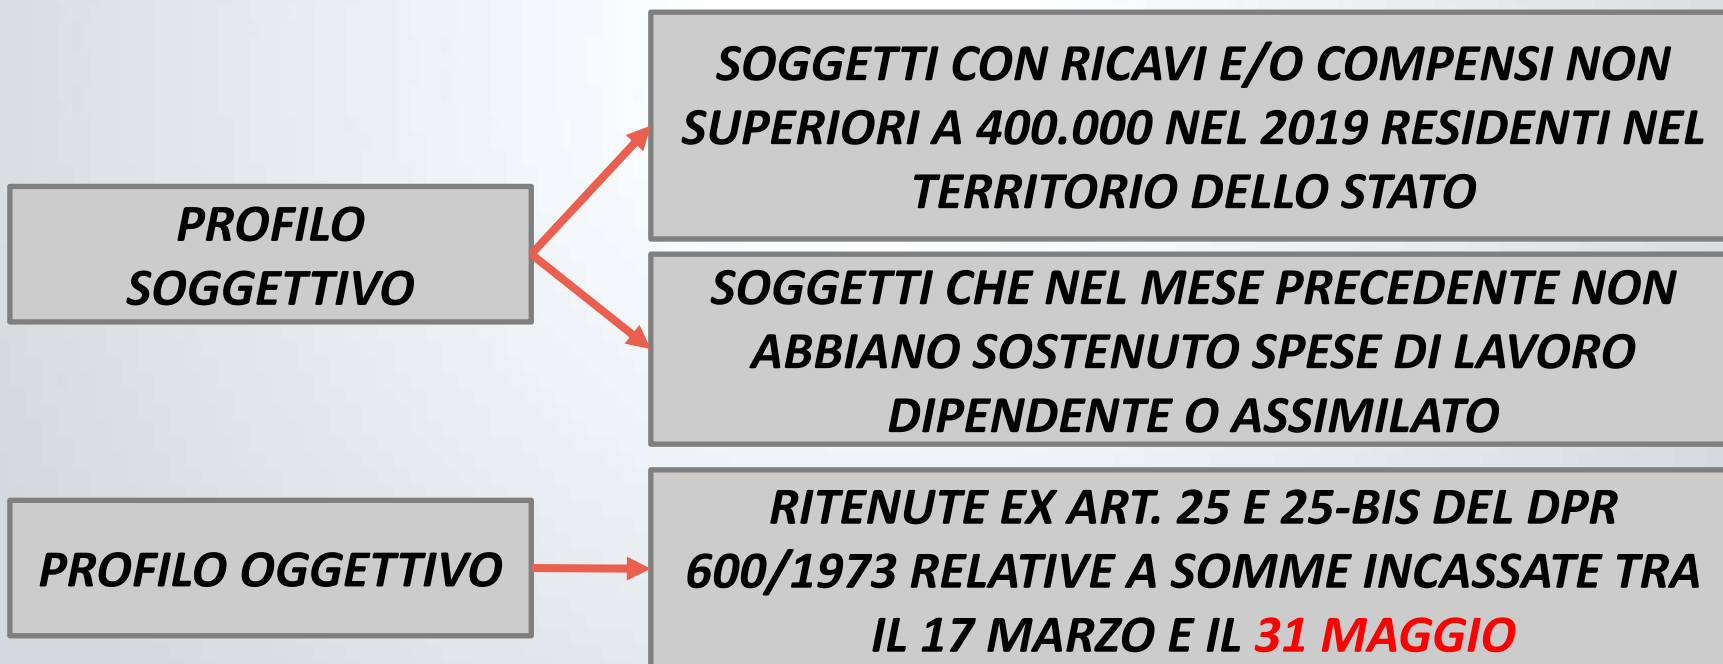 PROFILO
SOGGETTIVO
SOGGETTI CON RICAVI E/O COMPENSI NON
SUPERIORI A 400.000 NEL 2019 RESIDENTI NEL
TERRITORIO DELLO STATO
SOGGETTI CHE NEL MESE PRECEDENTE NON
ABBIANO SOSTENUTO SPESE DI LAVORO
DIPENDENTE O ASSIMILATO
PROFILO OGGETTIVO
RITENUTE EX ART. 25 E 25-BIS DEL DPR
600/1973 RELATIVE A SOMME INCASSATE TRA
IL 17 MARZO E IL 31 MAGGIO